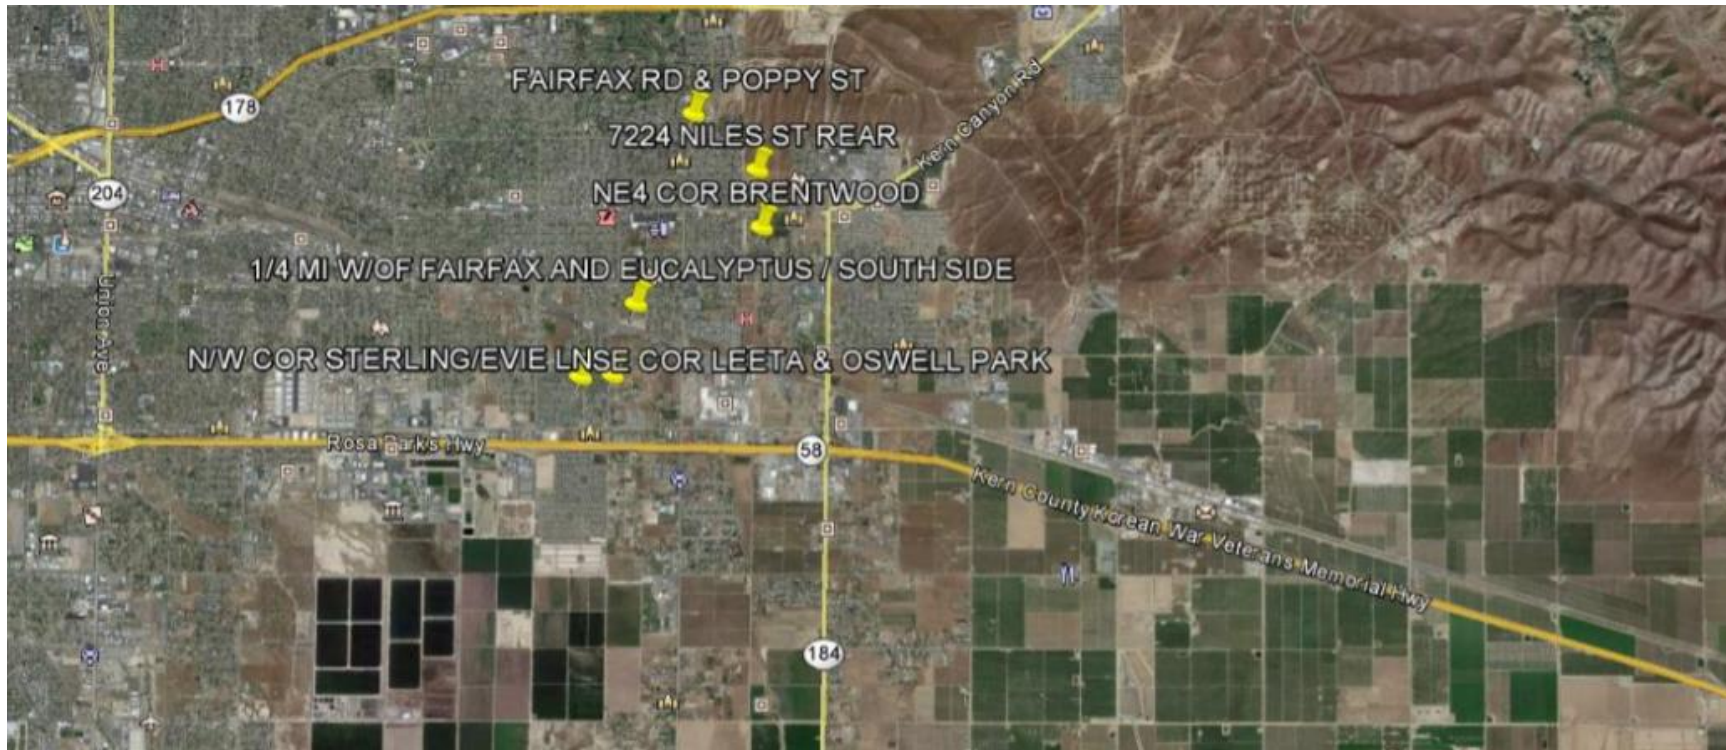 FAIRFAX RD & POPPY ST
178
Kern Canyon Rd
7224 NILES ST REAR
204
NE4 COR BRENTWOOD
1/4 MI W/OF FAIRFAX AND EUCALYPTUS / SOUTH SIDE
Union Ave
N/W COR STERLING/EVIE LNSE COR LEETA & OSWELL PARK
Rosa Parks Hwy
58
Kern County Korean War Veterans Memorial Hwy
184